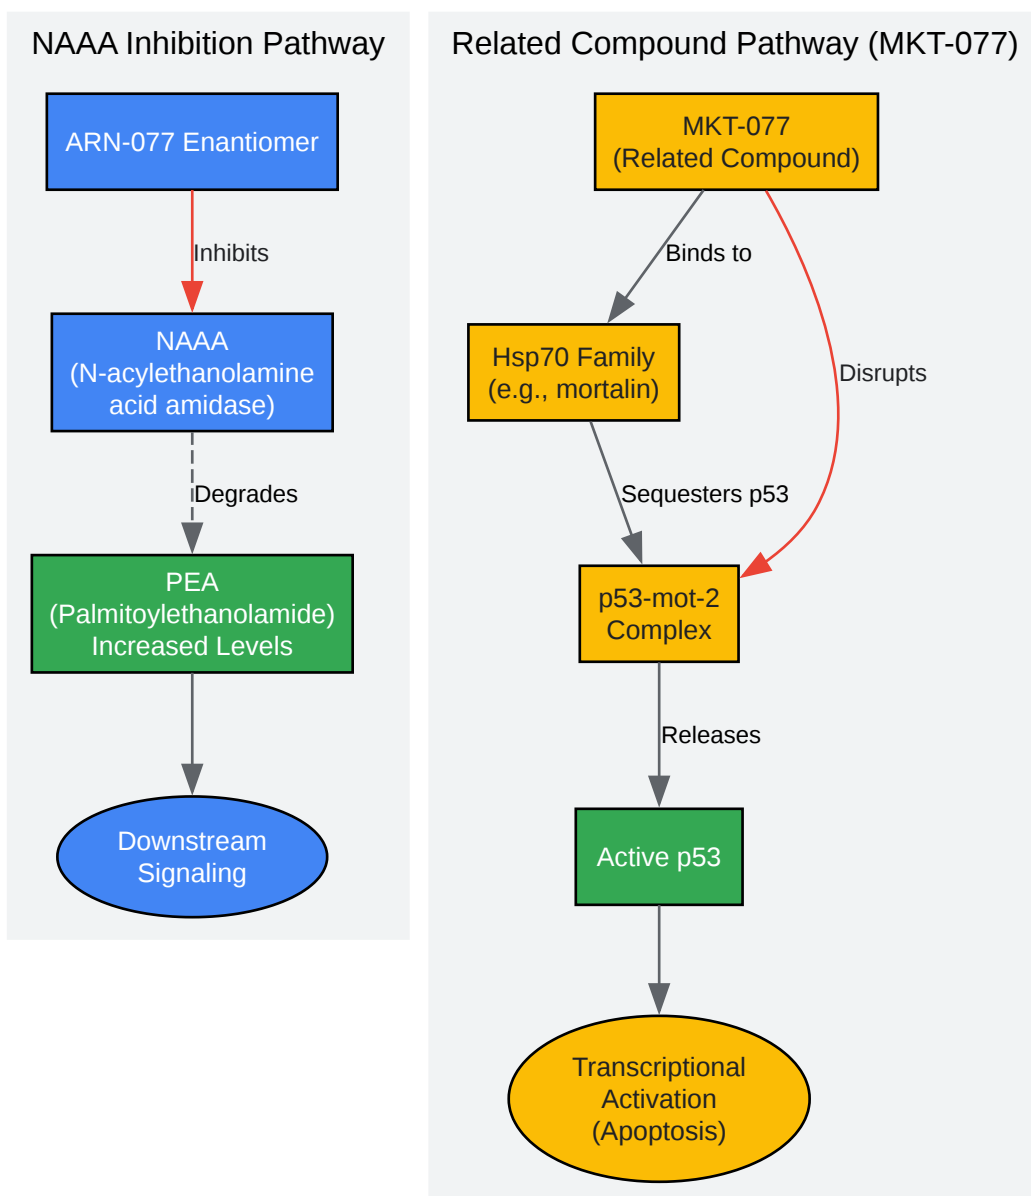 NAAA Inhibition Pathway
ARN-077 Enantiomer
Inhibits
NAAA
(N-acylethanolamine
acid amidase)
Degrades
PEA
(Palmitoylethanolamide)
Increased Levels
Downstream
Signaling
Related Compound Pathway (MKT-077)
MKT-077
(Related Compound)
Binds to
Disrupts
Hsp70 Family
(e.g., mortalin)
Sequesters p53
p53-mot-2
Complex
Releases
Active p53
Transcriptional
Activation
(Apoptosis)